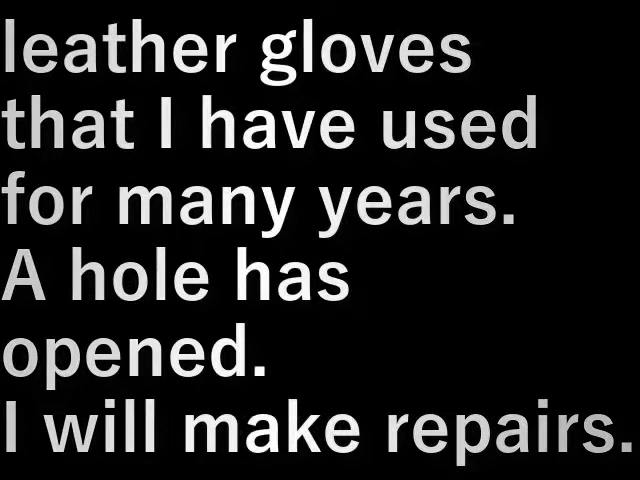 leather gloves
that I have used
for many years.
A hole has
opened.
I will make repairs.